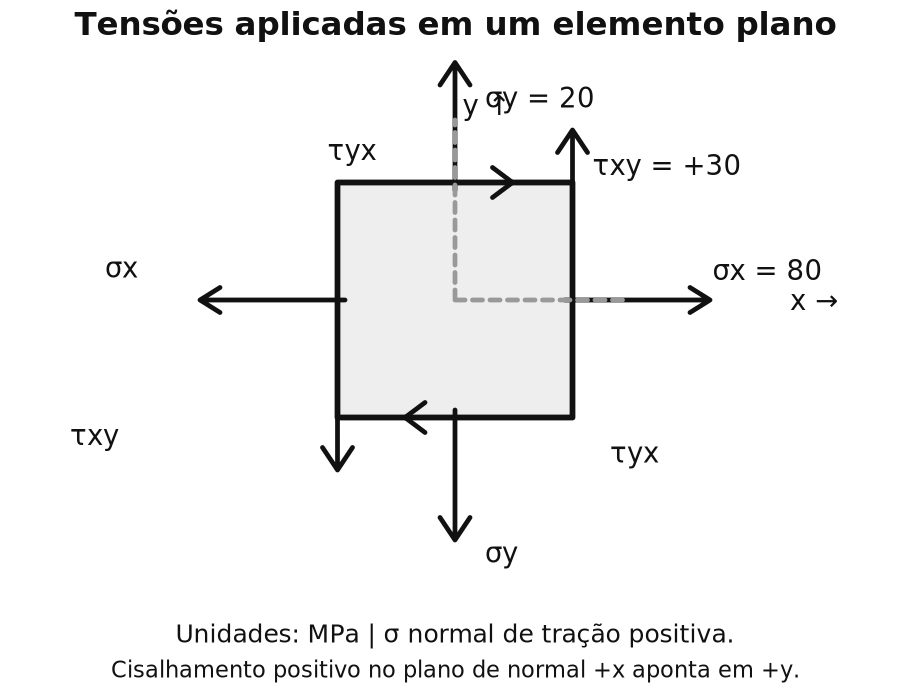 Tensões aplicadas em um elemento plano
y ↑
σy = 20
τyx
τxy = +30
σx
σx = 80
x →
τxy
τyx
σy
Unidades: MPa | σ normal de tração positiva.
Cisalhamento positivo no plano de normal +x aponta em +y.